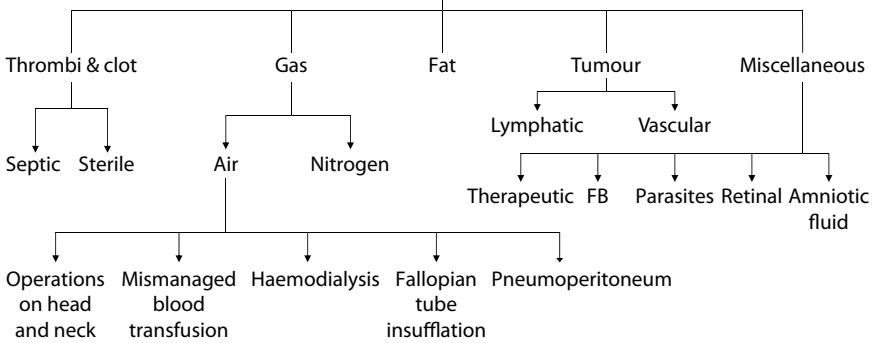 Thrombi & clot
Gas
Fat
Tumour
Miscellaneous
Lymphatic
Vascular
Septic
Sterile
Air
Nitrogen
Therapeutic
FB
Parasites
Retinal
Amniotic
fluid
Operations
on head
and neck
Mismanaged
blood
transfusion
Haemodialysis
Fallopian
tube
insufflation
Pneumoperitoneum